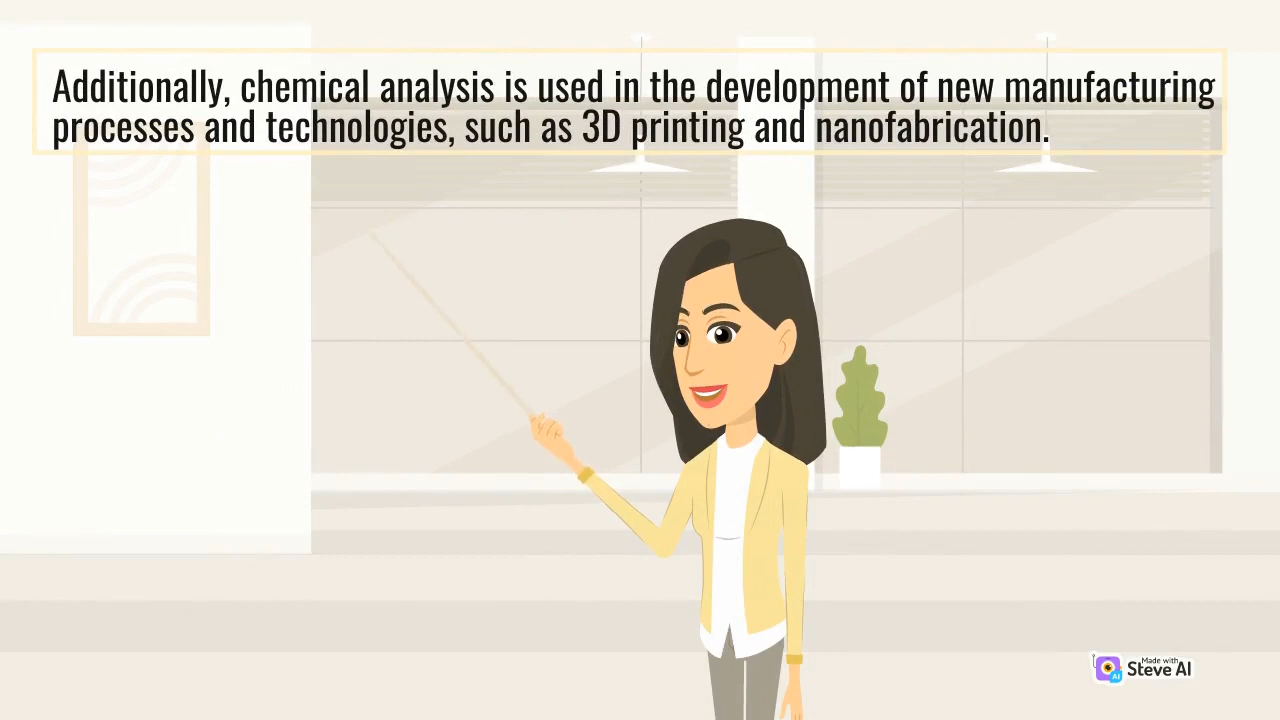 Additionally, chemical analysis is used in the development of new manufacturing
processes and technologies, such as 3D printing and nanofabrication.
Made with
Steve AI
AI